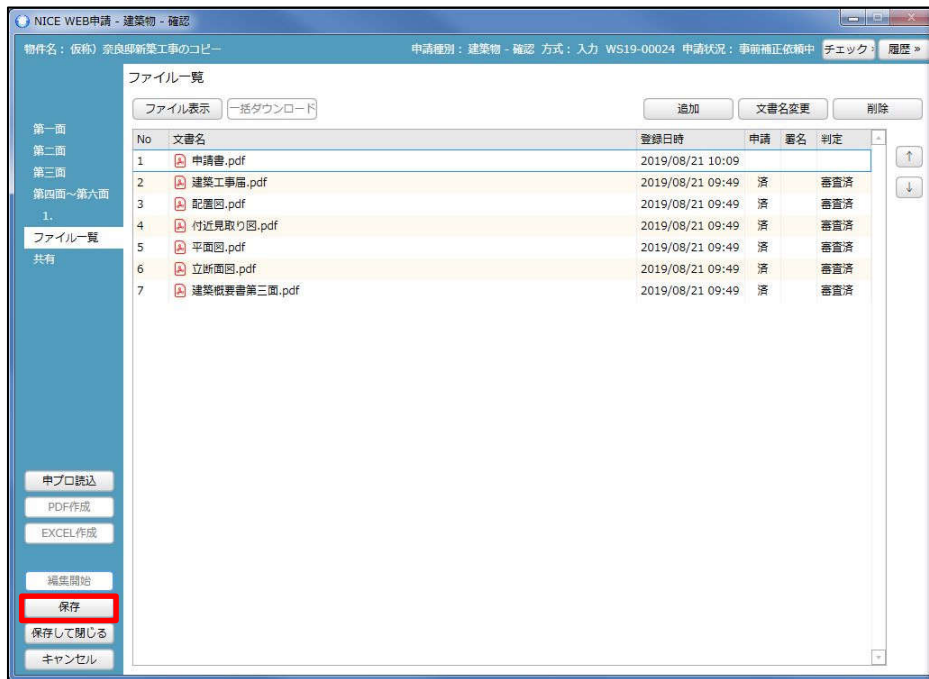 NICE WEB申請 - 建築物 - 確認
物件名：仮称）奈良邸新築工事のコピー 申請種別：建築物 - 確認 方式：入力 WS19-00024 申請状況：事前補正依頼中 チェック» 履歴 »
ファイル一覧
ファイル表示 一括ダウンロード 追加 文書名変更 削除
第一面
第二面
第三面
第四面～第六面
1.
ファイル一覧
共有
No 文書名 登録日時 申請 署名 判定
1 申請書.pdf 2019/08/21 10:09
2 建築工事届.pdf 2019/08/21 09:49 済 審査済
3 配置図.pdf 2019/08/21 09:49 済 審査済
4 付近見取り図.pdf 2019/08/21 09:49 済 審査済
5 平面図.pdf 2019/08/21 09:49 済 審査済
6 立断面図.pdf 2019/08/21 09:49 済 審査済
7 建築概要書第三面.pdf 2019/08/21 09:49 済 審査済
↑
↓
申プロ読込
PDF作成
EXCEL作成
編集開始
保存
保存して閉じる
キャンセル